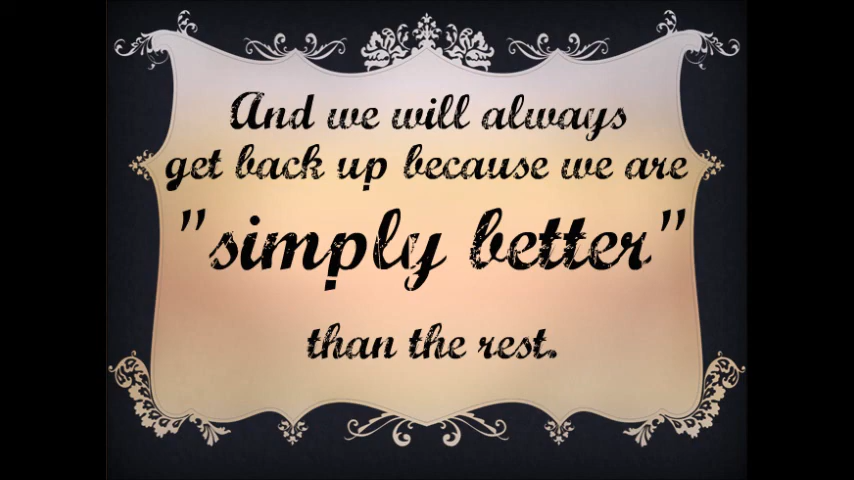 And we will always
get back up because we are
"simply better"
than the rest.